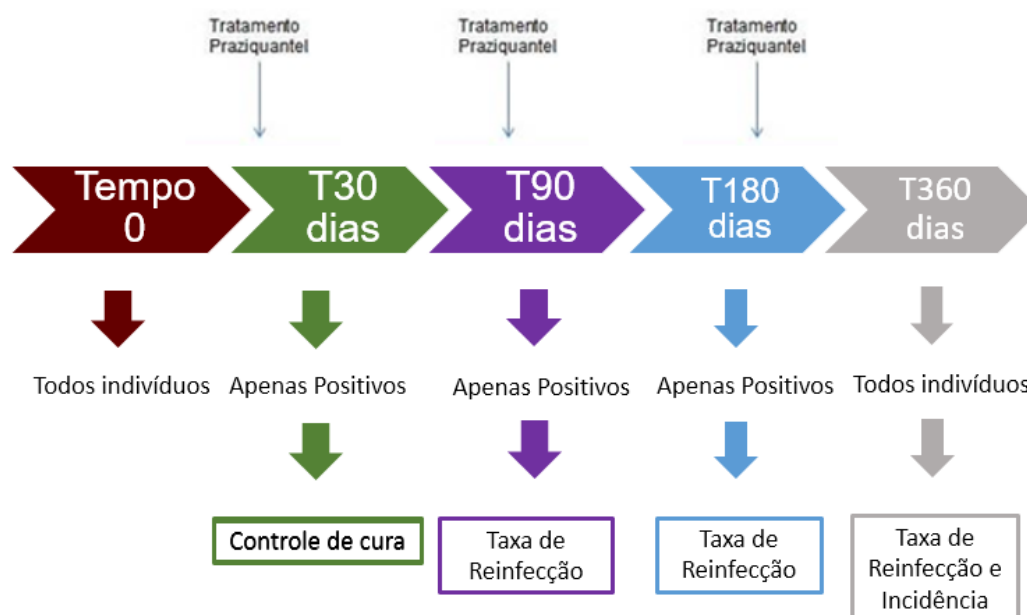 Tratamento
Praziquantel
Tratamento
Praziquantel
Tratamento
Praziquantel
Tempo
0
T30
dias
T90
dias
T180
dias
T360
dias
Todos indivíduos
Apenas Positivos
Apenas Positivos
Apenas Positivos
Todos indivíduos
Controle de cura
Taxa de
Reinfecção
Taxa de
Reinfecção
Taxa de
Reinfecção e
Incidência